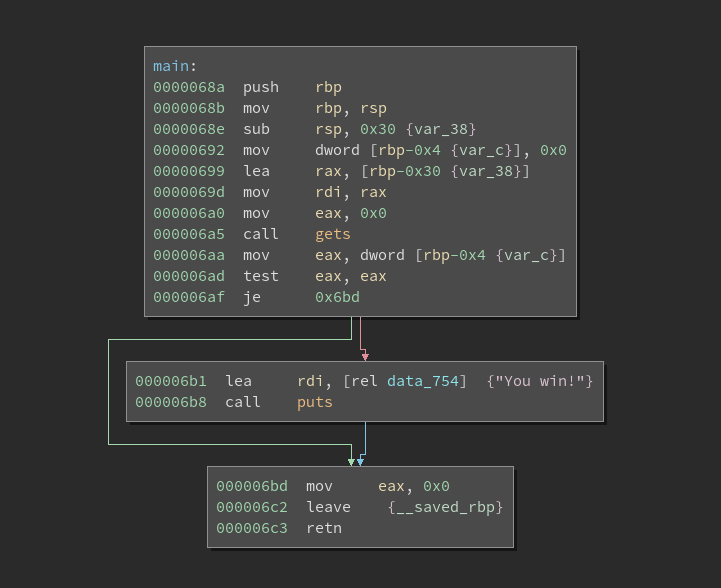 main:
0000068a push rbp
0000068b mov rbp, rsp
0000068e sub rsp, 0x30 {var_38}
00000692 mov dword [rbp-0x4 {var_c}], 0x0
00000699 lea rax, [rbp-0x30 {var_38}]
0000069d mov rdi, rax
000006a0 mov eax, 0x0
000006a5 call gets
000006aa mov eax, dword [rbp-0x4 {var_c}]
000006ad test eax, eax
000006af je 0x6bd
000006b1 lea rdi, [rel data_754] {"You win!"}
000006b8 call puts
000006bd mov eax, 0x0
000006c2 leave {__saved_rbp}
000006c3 retn